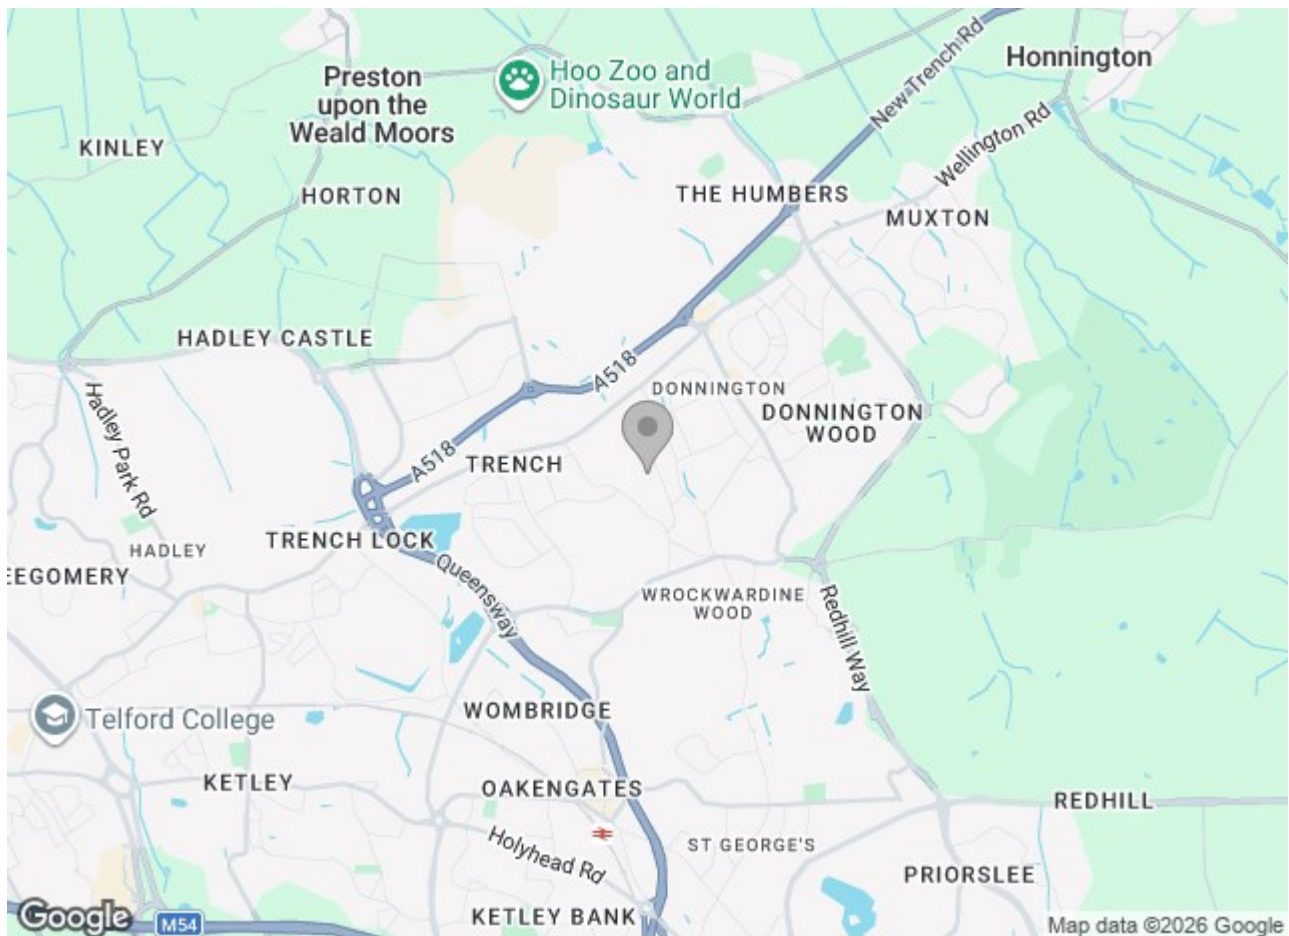 New Trench Rd
Honnington
Hoo Zoo and
Dinosaur World
Preston
upon the
Weald Moors
KINLEY
Wellington Rd
HORTON
THE HUMBERS
MUXTON
HADLEY CASTLE
A518
DONNINGTON
DONNINGTON
WOOD
Hadley Park Rd
A518
TRENCH
TRENCH LOCK
HADLEY
EEGOMERY
Queensway
WROCKWARDINE
WOOD
Redhill Way
WOMBRIDGE
Telford College
KETLEY
OAKENGATES
REDHILL
Holyhead Rd
ST GEORGE'S
PRIORSLEE
KETLEY BANK
Google
M54
Map data ©2026 Google